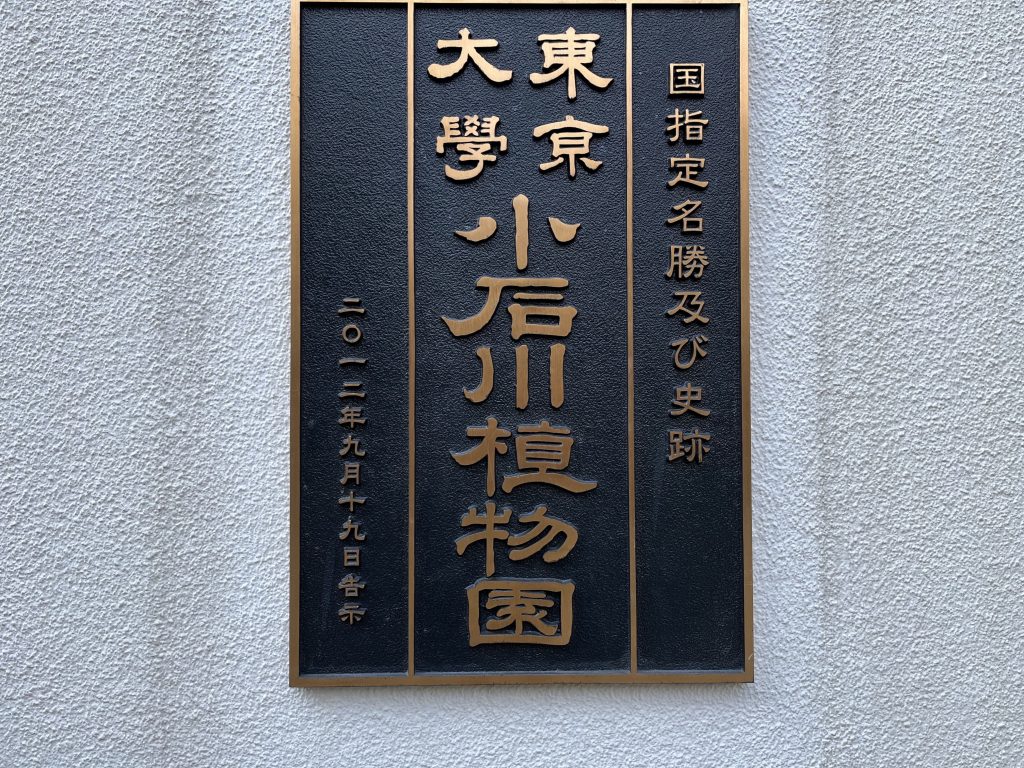 国指定名勝及び史跡
東京
大學
小石川植物園
二〇一二年九月十九日告示